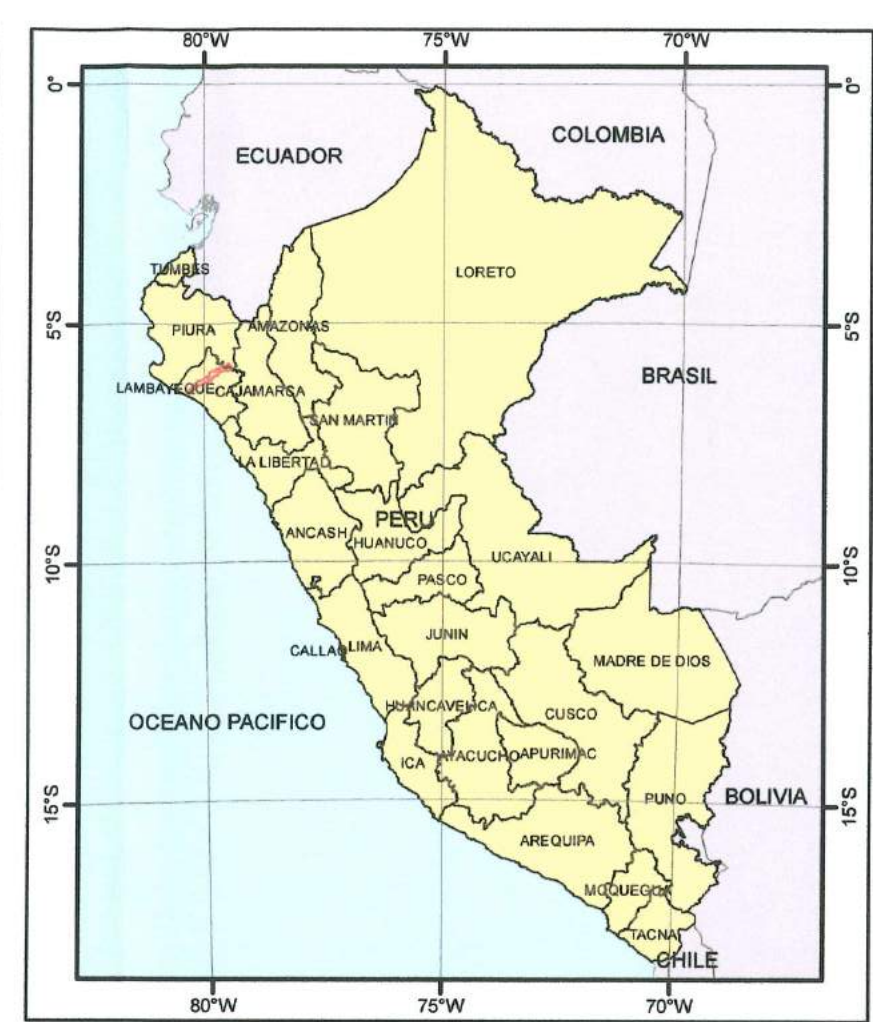 80°W 75°W 70°W
0° 0°
COLOMBIA
ECUADOR
TUMBES
LORETO
5°S 5°S
PIURA
AMAZONAS
BRASIL
LAMBAYEQUE
CAJAMARCA
SAN MARTIN
LA LIBERTAD
PERU
ANCASH
HUANUCO
UCAYALI
10°S 10°S
PASCO
JUNIN
CALLAO
LIMA
MADRE DE DIOS
HUANCAVELICA
CUSCO
OCEANO PACIFICO
ICA
AYACUCHO
APURIMAC
PUNO
BOLIVIA
15°S 15°S
AREQUIPA
MOQUEGUA
TACNA
CHILE
80°W 75°W 70°W